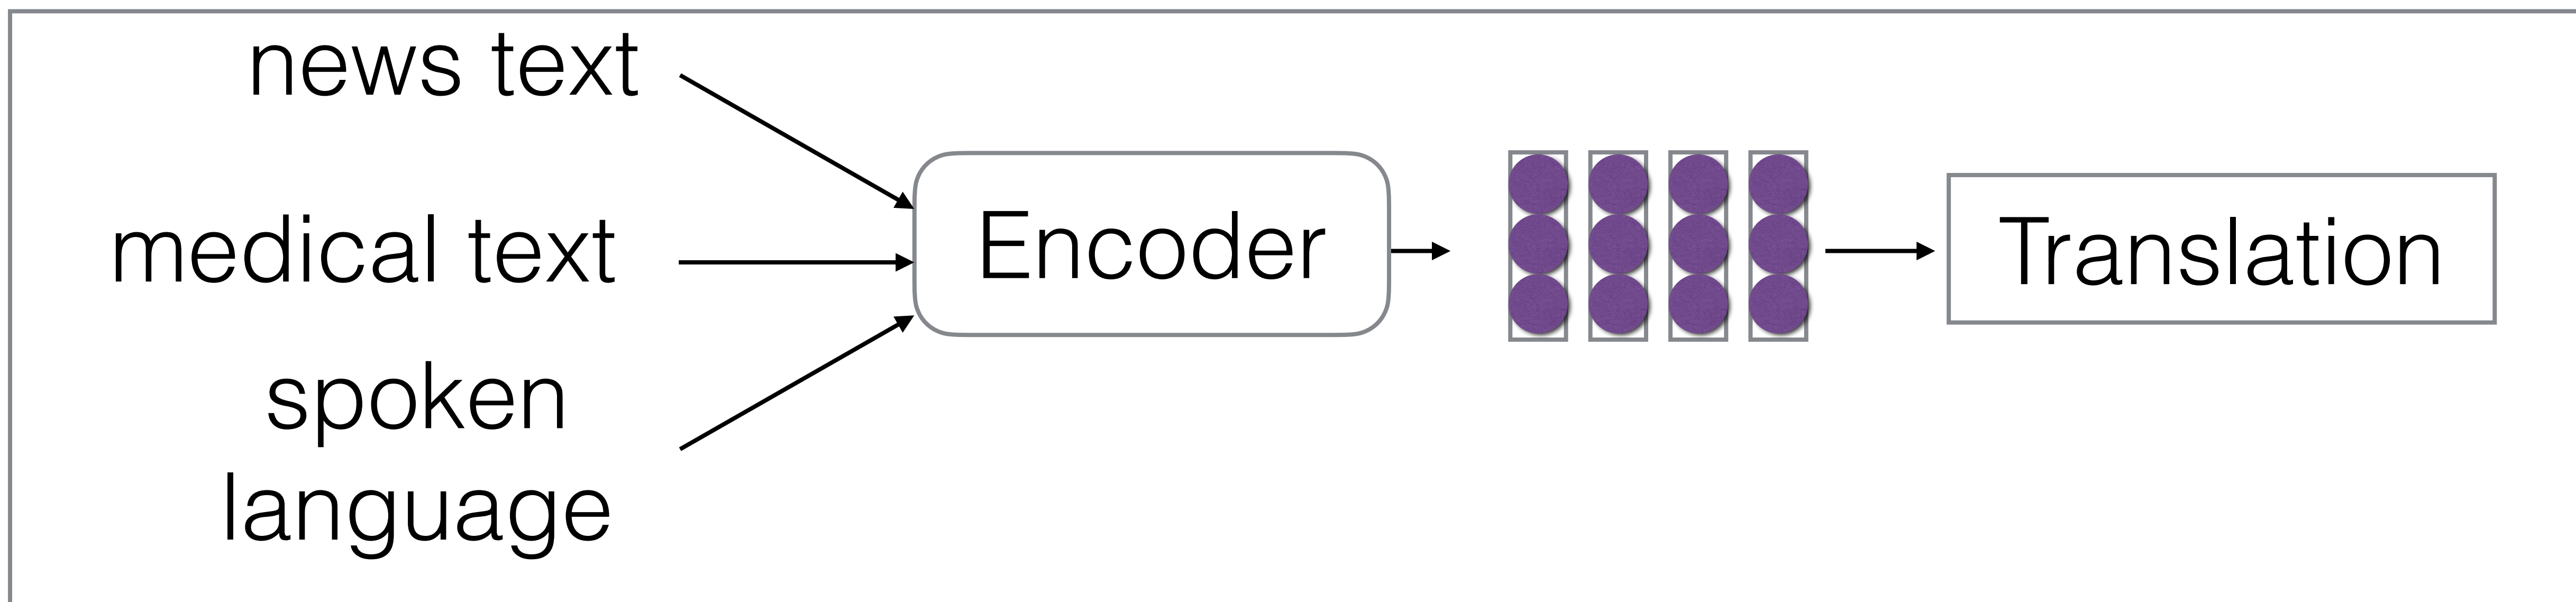 news text
medical text
spoken
language
Encoder
Translation